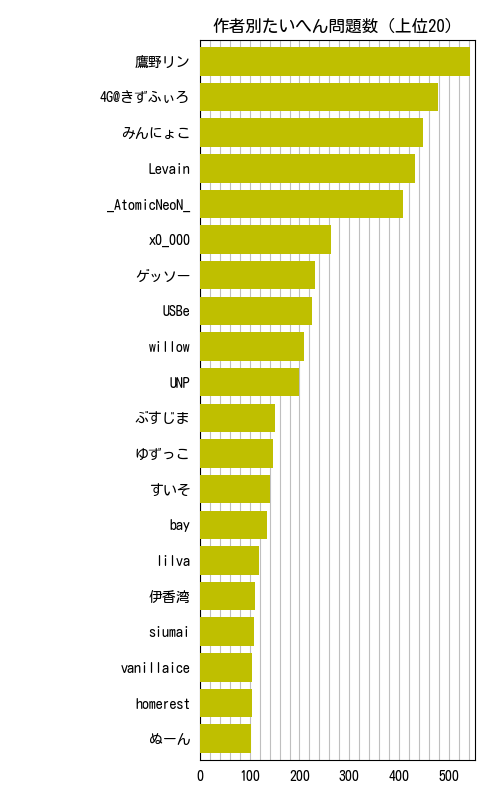 作者別たいへん問題数（上位20）
鷹野リン
4G@きずふぃろ
みんにょこ
Levain
_AtomicNeoN_
x0_000
ゲッソー
USBe
willow
UNP
ぶすじま
ゆずっこ
すいそ
bay
lilva
伊香湾
siumai
vanillaice
homerest
ぬーん
0 100 200 300 400 500